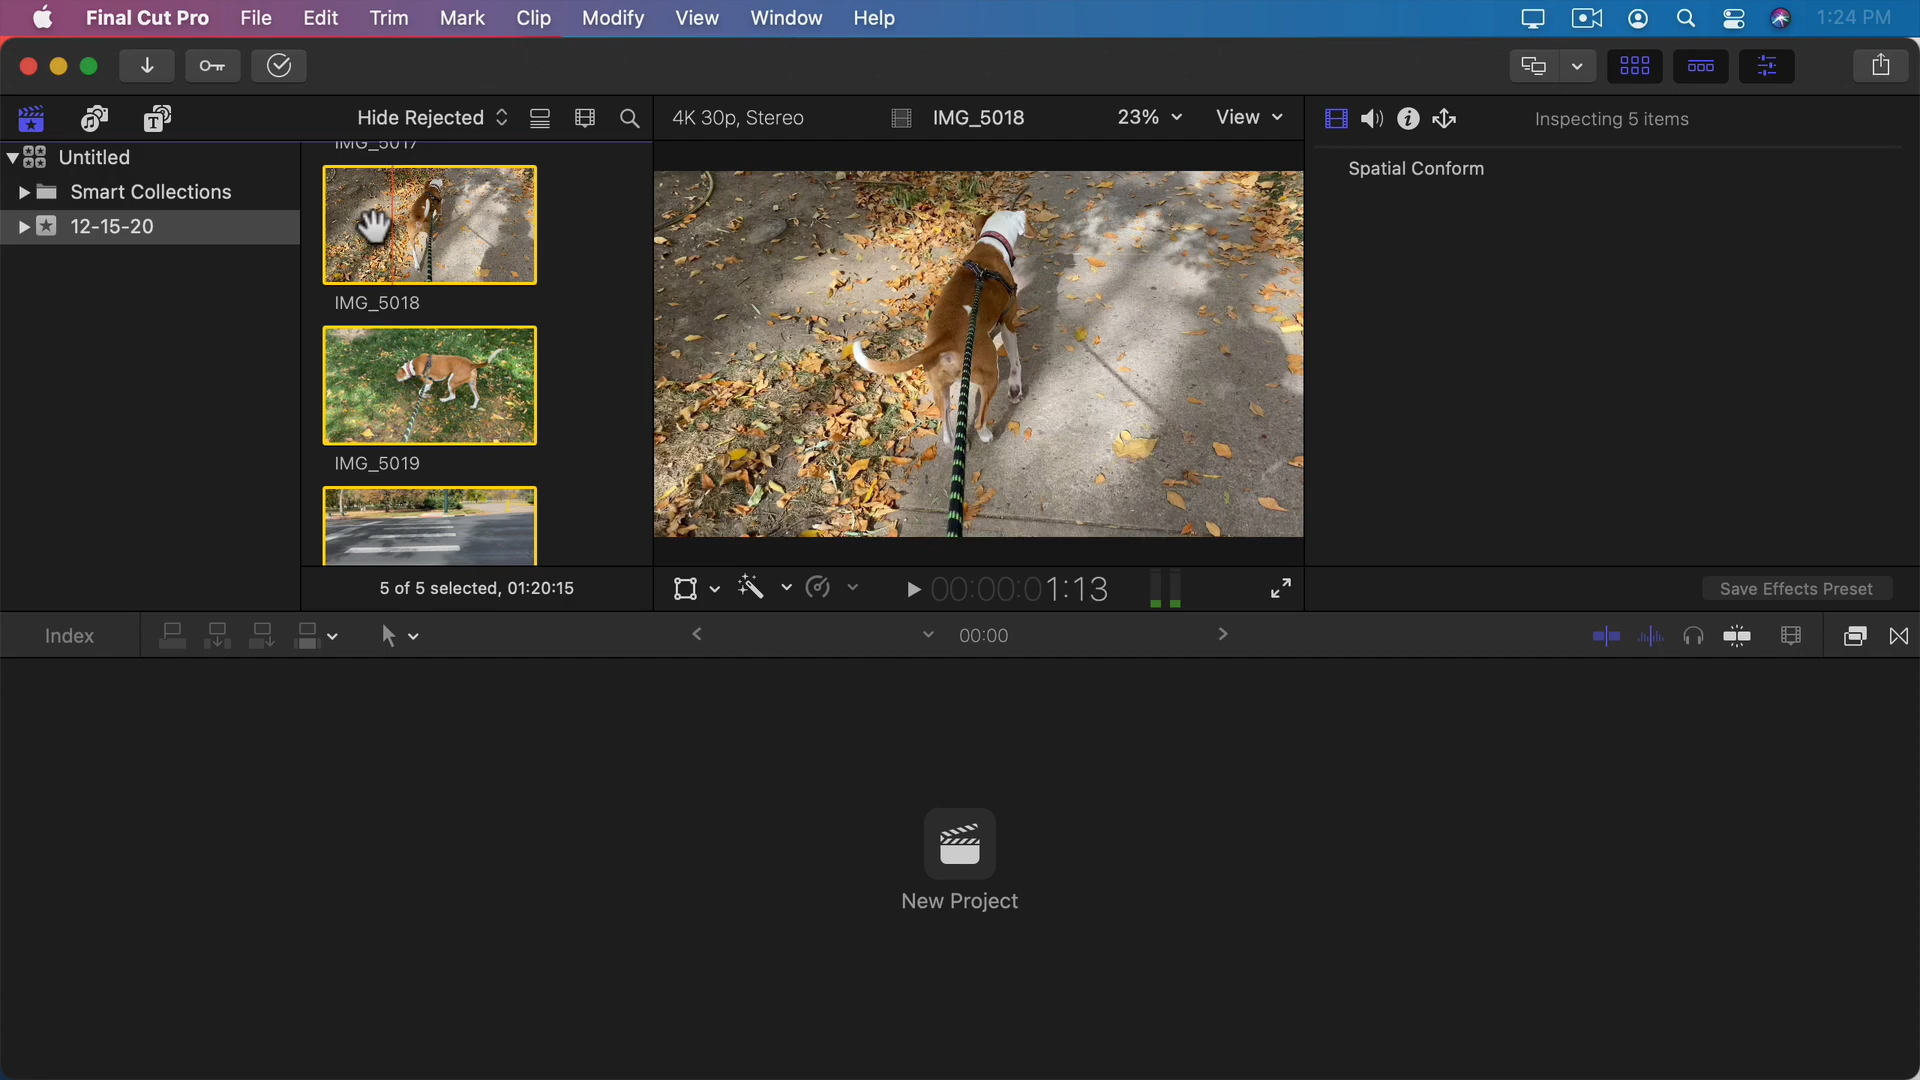 Final Cut Pro File Edit Trim Mark Clip Modify View Window Help 1:24 PM
Hide Rejected
4K 30p, Stereo
IMG_5018
23%
View
Inspecting 5 items
Untitled
Smart Collections
12-15-20
IMG_5017
IMG_5018
IMG_5019
5 of 5 selected, 01:20:15
Spatial Conform
00:00:01:13
Save Effects Preset
Index
00:00
New Project